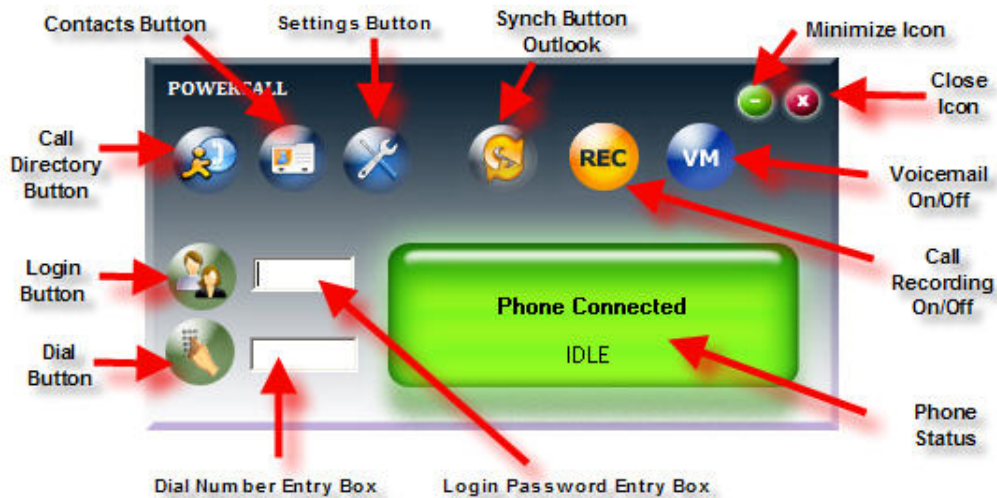 Contacts Button
Settings Button
Synch Button
Outlook
Minimize Icon
POWERCALL
Close
Icon
Call
Directory
Button
REC
VM
Voicemail
On/Off
Login
Button
Call
Recording
On/Off
Phone Connected
IDLE
Dial
Button
Phone
Status
Dial Number Entry Box
Login Password Entry Box